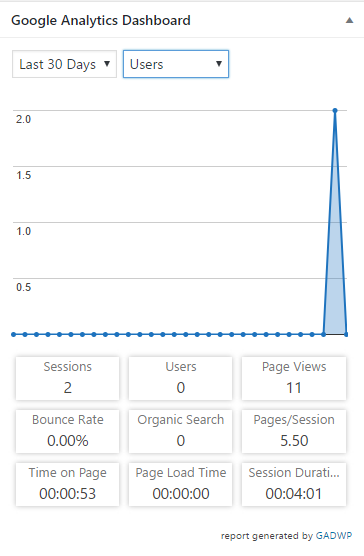 Google Analytics Dashboard
Last 30 Days Users
2.0
1.5
1.0
0.5
Sessions Users Page Views
2 0 11
Bounce Rate Organic Search Pages/Session
0.00% 0 5.50
Time on Page Page Load Time Session Durati...
00:00:53 00:00:00 00:04:01
report generated by GADWP